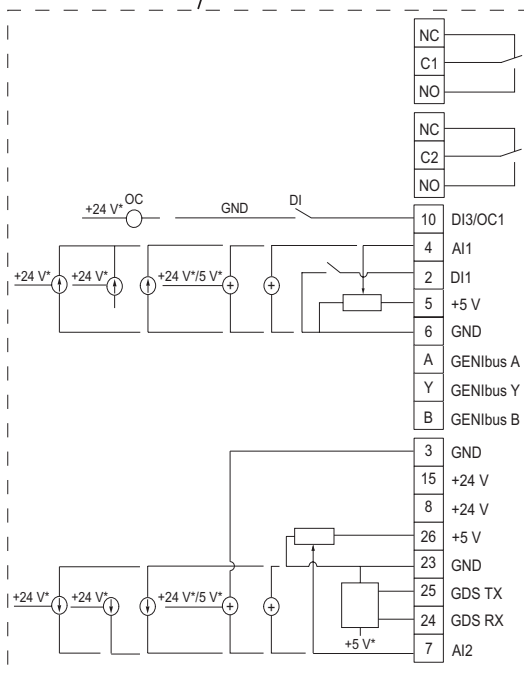 NC
C1
NO
NC
C2
NO
OC
+24 V*
GND
DI
10 DI3/OC1
4 AI1
2 DI1
+24 V*
+24 V*
+24 V*/5 V*
+
+
5 +5 V
6 GND
A GENIbus A
Y GENIbus Y
B GENIbus B
3 GND
15 +24 V
8 +24 V
26 +5 V
23 GND
25 GDS TX
+24 V*
+24 V*
+24 V*/5 V*
+
+
24 GDS RX
+5 V*
7 AI2